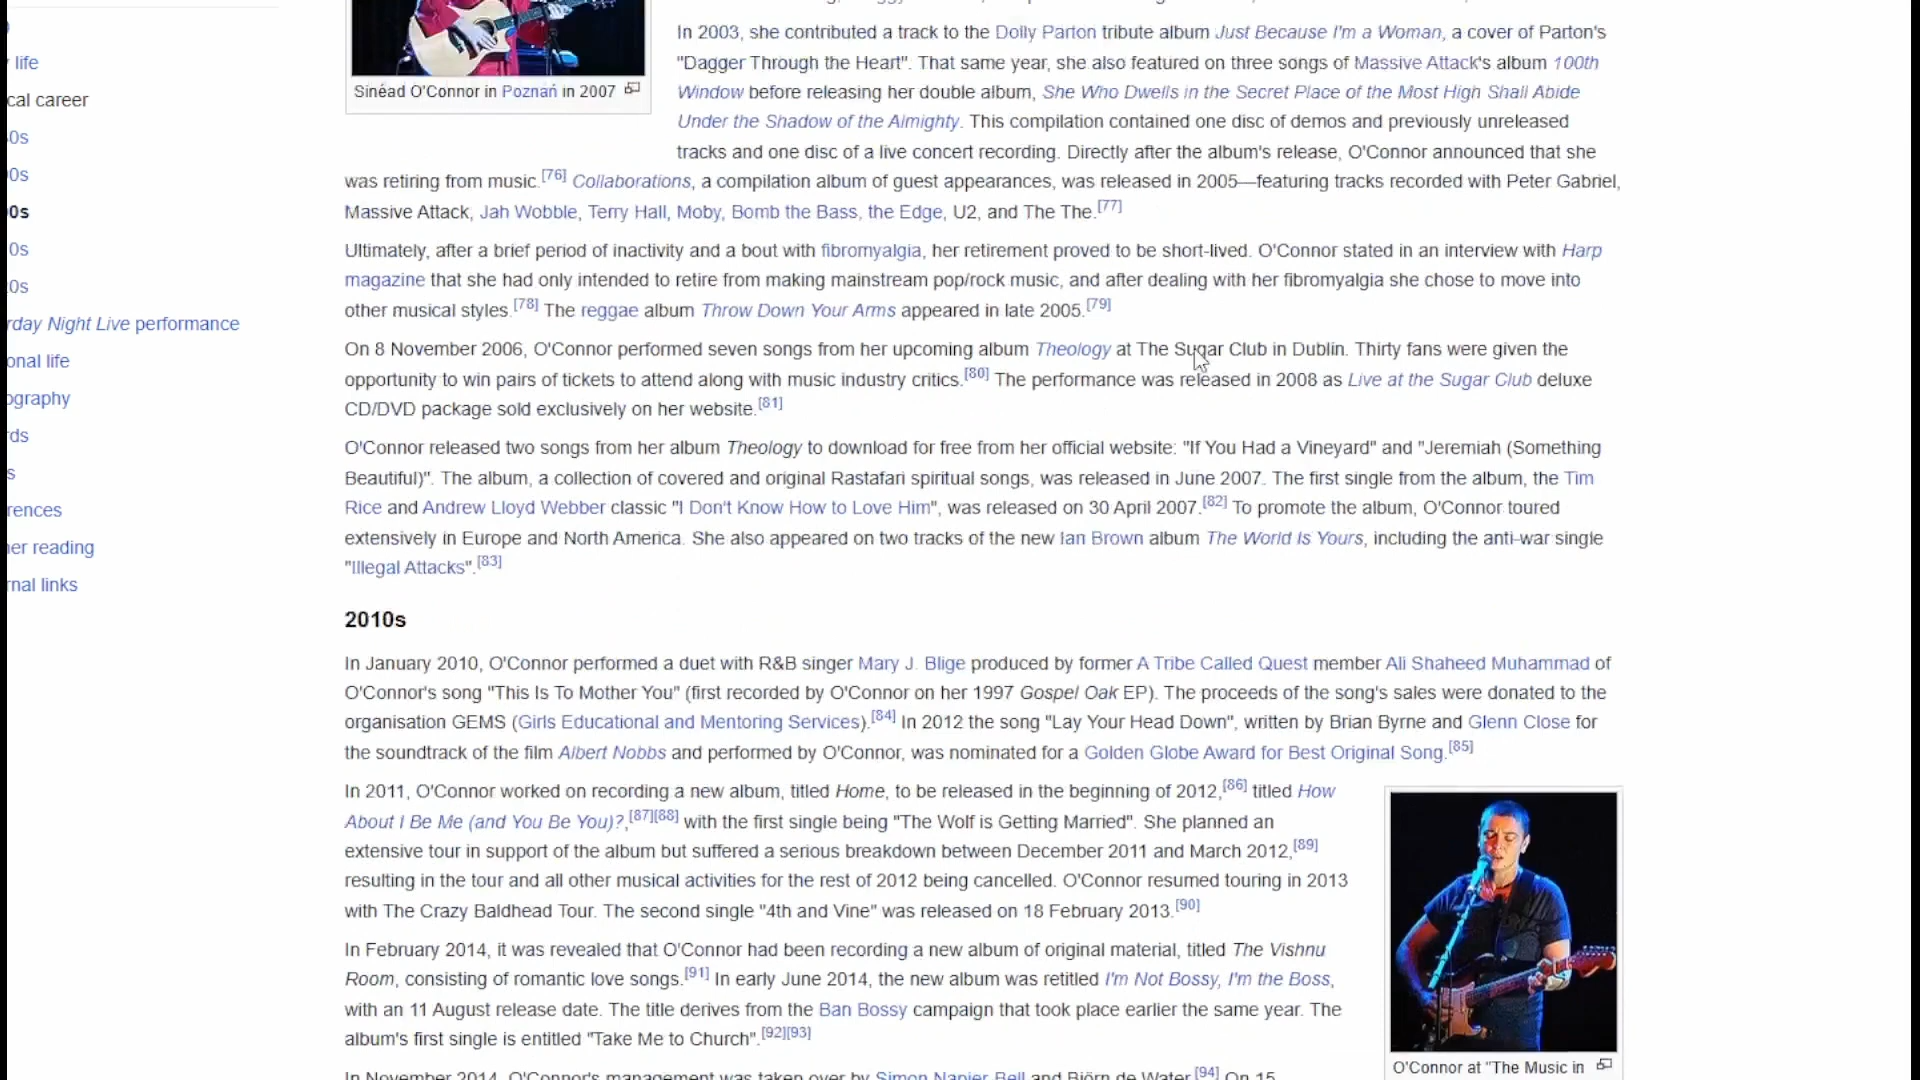 life
cal career
0s
0s
0s
0s
0s
rday Night Live performance
onal life
ography
rds
s
rences
er reading
rnal links
Sinéad O'Connor in Poznań in 2007
In 2003, she contributed a track to the Dolly Parton tribute album Just Because I'm a Woman, a cover of Parton's
"Dagger Through the Heart". That same year, she also featured on three songs of Massive Attack's album 100th
Window before releasing her double album, She Who Dwells in the Secret Place of the Most High Shall Abide
Under the Shadow of the Almighty. This compilation contained one disc of demos and previously unreleased
tracks and one disc of a live concert recording. Directly after the album's release, O'Connor announced that she
was retiring from music.[76] Collaborations, a compilation album of guest appearances, was released in 2005—featuring tracks recorded with Peter Gabriel,
Massive Attack, Jah Wobble, Terry Hall, Moby, Bomb the Bass, the Edge, U2, and The The.[77]
Ultimately, after a brief period of inactivity and a bout with fibromyalgia, her retirement proved to be short-lived. O'Connor stated in an interview with Harp
magazine that she had only intended to retire from making mainstream pop/rock music, and after dealing with her fibromyalgia she chose to move into
other musical styles.[78] The reggae album Throw Down Your Arms appeared in late 2005.[79]
On 8 November 2006, O'Connor performed seven songs from her upcoming album Theology at The Sugar Club in Dublin. Thirty fans were given the
opportunity to win pairs of tickets to attend along with music industry critics.[80] The performance was released in 2008 as Live at the Sugar Club deluxe
CD/DVD package sold exclusively on her website.[81]
O'Connor released two songs from her album Theology to download for free from her official website: "If You Had a Vineyard" and "Jeremiah (Something
Beautiful)". The album, a collection of covered and original Rastafari spiritual songs, was released in June 2007. The first single from the album, the Tim
Rice and Andrew Lloyd Webber classic "I Don't Know How to Love Him", was released on 30 April 2007.[82] To promote the album, O'Connor toured
extensively in Europe and North America. She also appeared on two tracks of the new Ian Brown album The World Is Yours, including the anti-war single
"Illegal Attacks".[83]
2010s
In January 2010, O'Connor performed a duet with R&B singer Mary J. Blige produced by former A Tribe Called Quest member Ali Shaheed Muhammad of
O'Connor's song "This Is To Mother You" (first recorded by O'Connor on her 1997 Gospel Oak EP). The proceeds of the song's sales were donated to the
organisation GEMS (Girls Educational and Mentoring Services).[84] In 2012 the song "Lay Your Head Down", written by Brian Byrne and Glenn Close for
the soundtrack of the film Albert Nobbs and performed by O'Connor, was nominated for a Golden Globe Award for Best Original Song.[85]
In 2011, O'Connor worked on recording a new album, titled Home, to be released in the beginning of 2012,[86] titled How
About I Be Me (and You Be You)?,[87][88] with the first single being "The Wolf is Getting Married". She planned an
extensive tour in support of the album but suffered a serious breakdown between December 2011 and March 2012,[89]
resulting in the tour and all other musical activities for the rest of 2012 being cancelled. O'Connor resumed touring in 2013
with The Crazy Baldhead Tour. The second single "4th and Vine" was released on 18 February 2013.[90]
In February 2014, it was revealed that O'Connor had been recording a new album of original material, titled The Vishnu
Room, consisting of romantic love songs.[91] In early June 2014, the new album was retitled I'm Not Bossy, I'm the Boss,
with an 11 August release date. The title derives from the Ban Bossy campaign that took place earlier the same year. The
album's first single is entitled "Take Me to Church".[92][93]
In November 2014, O'Connor's management was taken over by Simon Napier-Bell and Björn de Water.[94] On 15
O'Connor at "The Music in